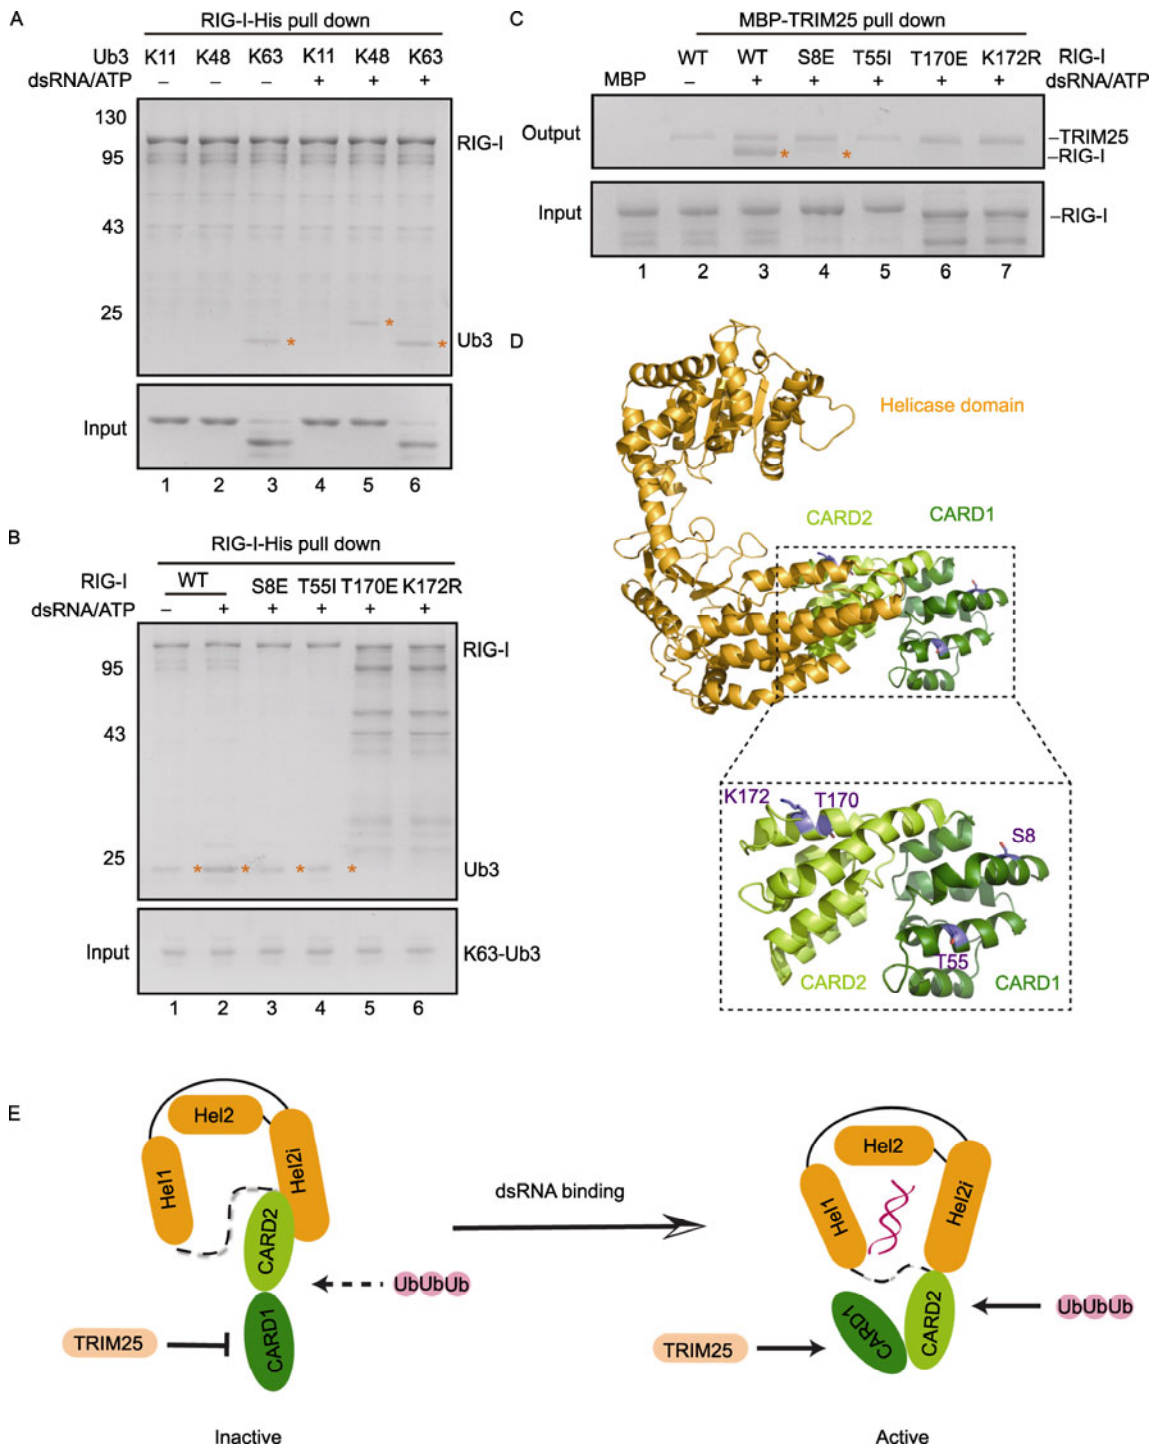 A
RIG-I-His pull down
Ub3 K11 K48 K63 K11 K48 K63
dsRNA/ATP – – – + + +
130
RIG-I
95
43
25
*
*
*
Ub3
Input
1 2 3 4 5 6
B
RIG-I-His pull down
RIG-I WT S8E T55I T170E K172R
dsRNA/ATP – + + + + +
RIG-I
95
43
25
* * * *
Ub3
Input
K63-Ub3
1 2 3 4 5 6
C
MBP-TRIM25 pull down
WT WT S8E T55I T170E K172R RIG-I
MBP – + + + + + dsRNA/ATP
Output
–TRIM25
* *
–RIG-I
Input
–RIG-I
1 2 3 4 5 6 7
D
Helicase domain
CARD2 CARD1
K172 T170
S8
T55
CARD2 CARD1
E
Hel2
Hel1
Hel2i
CARD2
UbUbUb
CARD1
TRIM25
Inactive
dsRNA binding
Hel2
Hel1
Hel2i
CARD1
CARD2
UbUbUb
TRIM25
Active